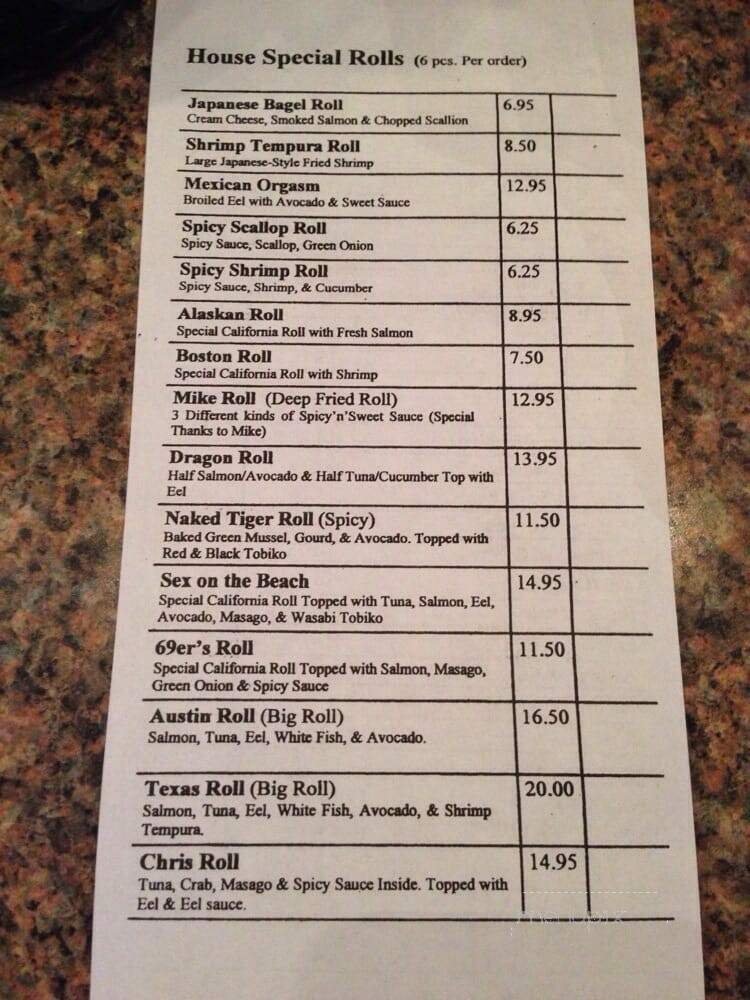 House Special Rolls (6 pcs. Per order)
Japanese Bagel Roll 6.95
Cream Cheese, Smoked Salmon & Chopped Scallion
Shrimp Tempura Roll 8.50
Large Japanese-Style Fried Shrimp
Mexican Orgasm 12.95
Broiled Eel with Avocado & Sweet Sauce
Spicy Scallop Roll 6.25
Spicy Sauce, Scallop, Green Onion
Spicy Shrimp Roll 6.25
Spicy Sauce, Shrimp, & Cucumber
Alaskan Roll 8.95
Special California Roll with Fresh Salmon
Boston Roll 7.50
Special California Roll with Shrimp
Mike Roll (Deep Fried Roll) 12.95
3 Different kinds of Spicy'n'Sweet Sauce (Special
Thanks to Mike)
Dragon Roll 13.95
Half Salmon/Avocado & Half Tuna/Cucumber Top with
Eel
Naked Tiger Roll (Spicy) 11.50
Baked Green Mussel, Gourd, & Avocado. Topped with
Red & Black Tobiko
Sex on the Beach 14.95
Special California Roll Topped with Tuna, Salmon, Eel,
Avocado, Masago, & Wasabi Tobiko
69er's Roll 11.50
Special California Roll Topped with Salmon, Masago,
Green Onion & Spicy Sauce
Austin Roll (Big Roll) 16.50
Salmon, Tuna, Eel, White Fish, & Avocado.
Texas Roll (Big Roll) 20.00
Salmon, Tuna, Eel, White Fish, Avocado, & Shrimp
Tempura.
Chris Roll 14.95
Tuna, Crab, Masago & Spicy Sauce Inside. Topped with
Eel & Eel sauce.